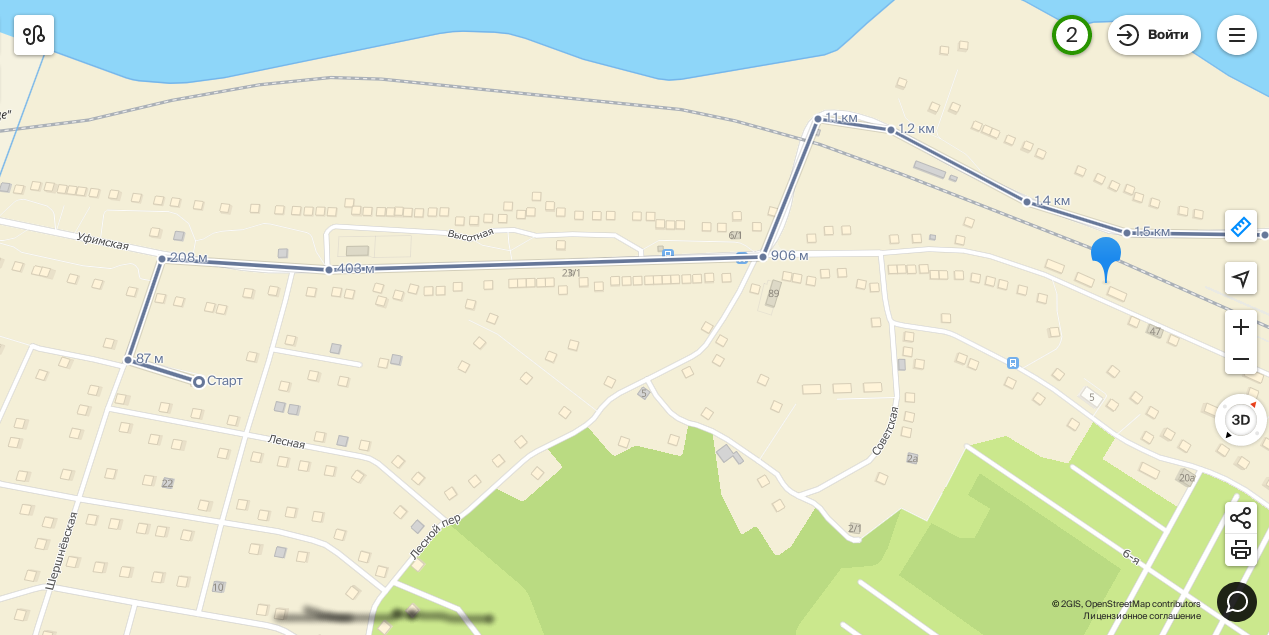 2
Войти
е"
1.1 км
1.2 км
1.4 км
1.5 км
Уфимская
Высотная
6/1
208 м
403 м
906 м
23/1
89
47
87 м
Старт
5
5
3D
Лесная
Советская
2а
22
20а
Шершнёвская
Лесной пер
2/1
6-я
10
© 2GIS, OpenStreetMap contributors
Лицензионное соглашение